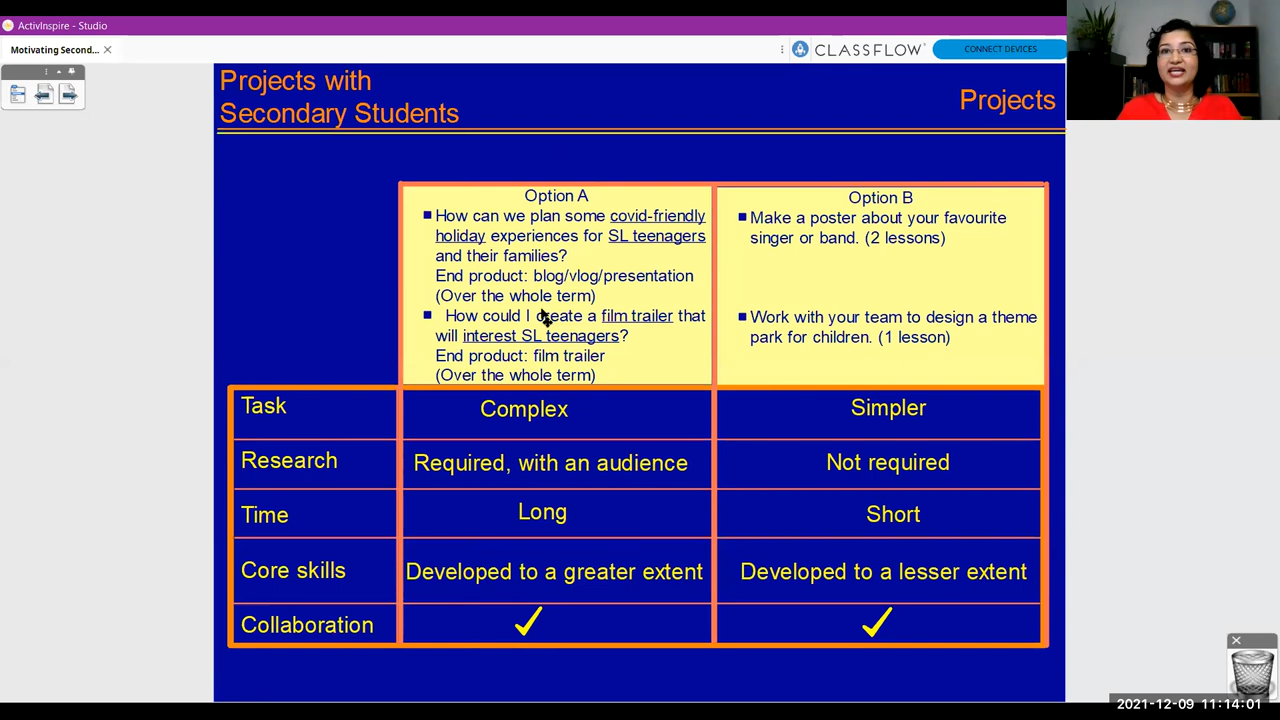 ActivInspire - Studio
Motivating Second...
CLASSFLOW
CONNECT DEVICES
Projects with
Secondary Students
Projects
Option A
How can we plan some covid-friendly
holiday experiences for SL teenagers
and their families?
End product: blog/vlog/presentation
(Over the whole term)
How could I create a film trailer that
will interest SL teenagers?
End product: film trailer
(Over the whole term)
Option B
Make a poster about your favourite
singer or band. (2 lessons)
Work with your team to design a theme
park for children. (1 lesson)
Task
Complex
Simpler
Research
Required, with an audience
Not required
Time
Long
Short
Core skills
Developed to a greater extent
Developed to a lesser extent
Collaboration
2021-12-09 11:14:01